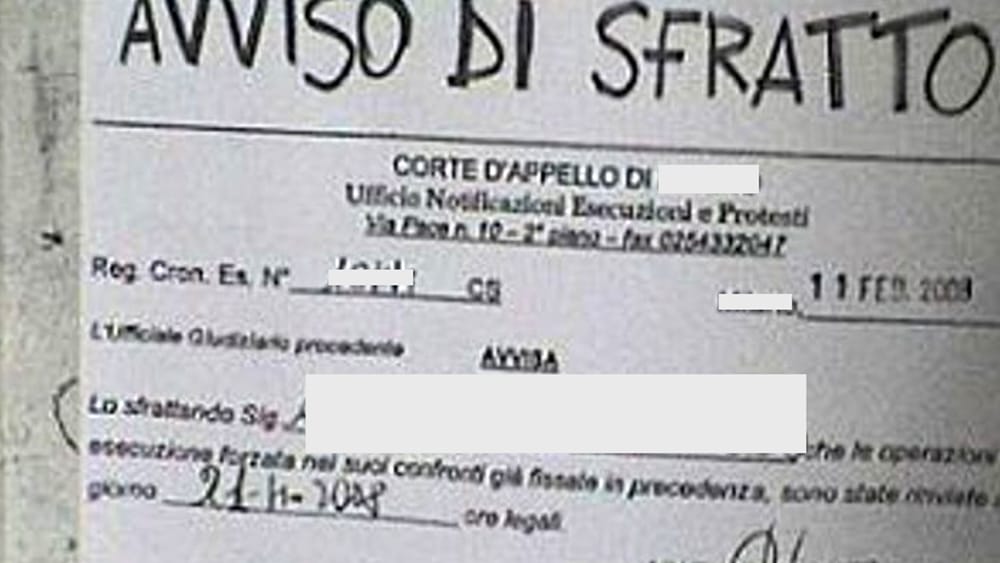 AVVISO DI SFRATTO
CORTE D'APPELLO DI
Ufficio Notificazioni Esecuzioni e Protesti
Via Pace n. 10 - 2° piano - fax 0254332047
Reg. Cron. Es. N° CS
11 FEB. 2008
L'Ufficiale Giudiziario procedente
AVVISA
Lo sfrattando Sig.
che le operazioni
esecuzione forzata nei suoi confronti già fissate in precedenza, sono state rinviate
giorno 21-11-2008 ore legali